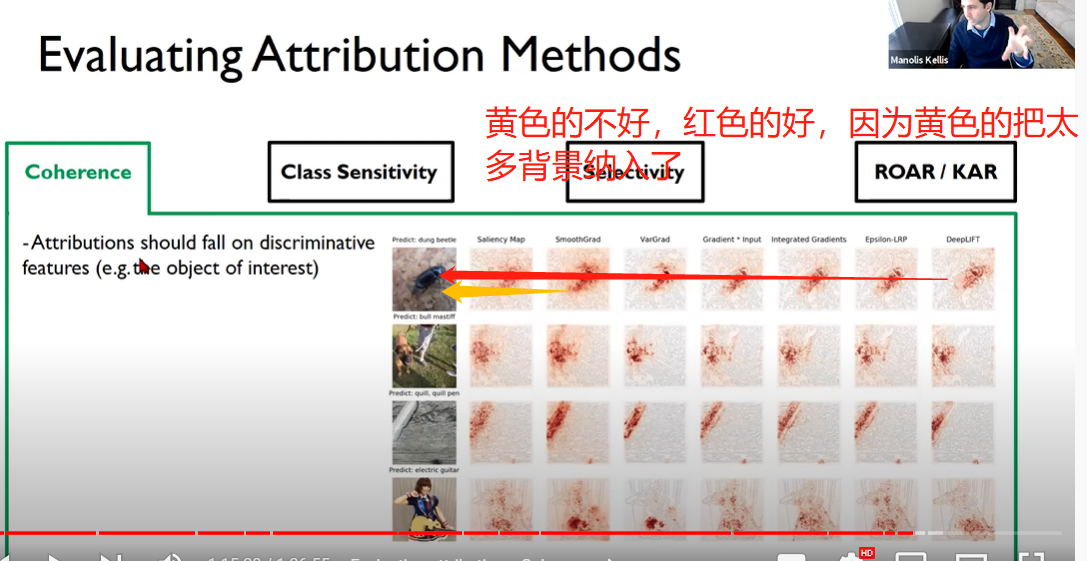 Manolis Kellis
Evaluating Attribution Methods
黄色的不好，红色的好，因为黄色的把太
多背景纳入了
Coherence
Class Sensitivity
Selectivity
ROAR / KAR
-Attributions should fall on discriminative
features (e.g. the object of interest)
Predict: dung beetle
Saliency Map
SmoothGrad
VarGrad
Gradient * Input
Integrated Gradients
Epsilon-LRP
DeepLIFT
Predict: bull mastiff
Predict: quill, quill pen
Predict: electric guitar
HD